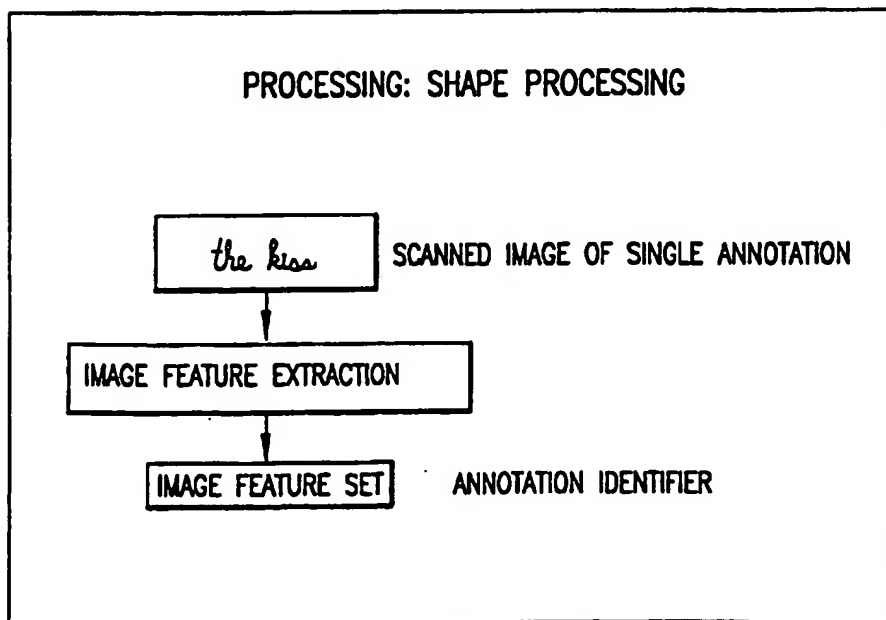 PROCESSING: SHAPE PROCESSING
the kiss SCANNED IMAGE OF SINGLE ANNOTATION
IMAGE FEATURE EXTRACTION
IMAGE FEATURE SET ANNOTATION IDENTIFIER